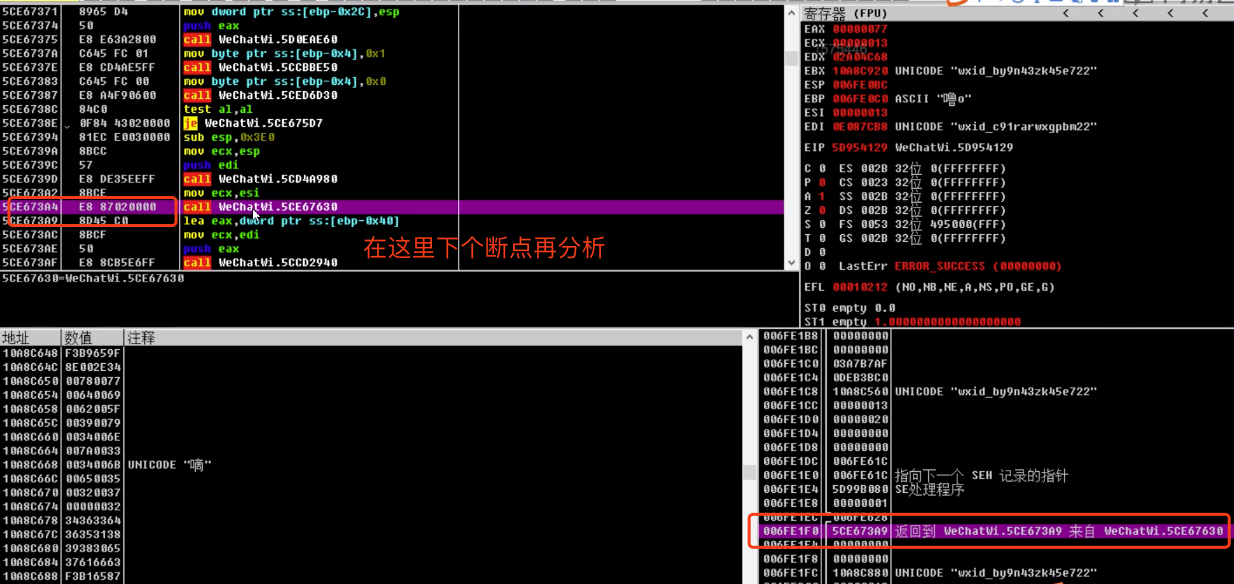 5CE67371 8965 D4 mov dword ptr ss:[ebp-0x2C],esp
5CE67374 50 push eax
5CE67375 E8 E63A2800 call WeChatWi.5D0EAE60
5CE6737A C645 FC 01 mov byte ptr ss:[ebp-0x4],0x1
5CE6737E E8 CD4AE5FF call WeChatWi.5CCBBE50
5CE67383 C645 FC 00 mov byte ptr ss:[ebp-0x4],0x0
5CE67387 E8 A4F90600 call WeChatWi.5CED6D30
5CE6738C 84C0 test al,al
5CE6738E 0F84 43020000 je WeChatWi.5CE675D7
5CE67394 81EC E0030000 sub esp,0x3E0
5CE6739A 8BCC mov ecx,esp
5CE6739C 57 push edi
5CE6739D E8 DE35EEFF call WeChatWi.5CD4A980
5CE673A2 8BCE mov ecx,esi
5CE673A4 E8 87020000 call WeChatWi.5CE67630
5CE673A9 8D45 C0 lea eax,dword ptr ss:[ebp-0x40]
5CE673AC 8BCF mov ecx,edi
5CE673AE 50 push eax
5CE673AF E8 8CB5E6FF call WeChatWi.5CCD2940
在这里下个断点再分析
5CE67630=WeChatWi.5CE67630
寄存器 (FPU) < < < < <
EAX 00000077
ECX 00000013
EDX 02A04C68
EBX 10A8C920 UNICODE "wxid_by9n43zk45e722"
ESP 006FE0BC
EBP 006FE0C0 ASCII "噜o"
ESI 00000013
EDI 0E087CB8 UNICODE "wxid_c91rarwxgpbm22"
EIP 5D954129 WeChatWi.5D954129
C 0 ES 002B 32位 0(FFFFFFFF)
P 0 CS 0023 32位 0(FFFFFFFF)
A 1 SS 002B 32位 0(FFFFFFFF)
Z 0 DS 002B 32位 0(FFFFFFFF)
S 0 FS 0053 32位 495000(FFF)
T 0 GS 002B 32位 0(FFFFFFFF)
D 0
O 0 LastErr ERROR_SUCCESS (00000000)
EFL 00010212 (NO,NB,NE,A,NS,PO,GE,G)
ST0 empty 0.0
ST1 empty 1.0000000000000000000
地址 数值 注释
10A8C648 F3B9659F
10A8C64C 8E002E34
10A8C650 00780077
10A8C654 00640069
10A8C658 0062005F
10A8C65C 00390079
10A8C660 0034006E
10A8C664 007A0033
10A8C668 0034006B UNICODE "嘀"
10A8C66C 00650035
10A8C670 00320037
10A8C674 00000032
10A8C678 34363364
10A8C67C 36353138
10A8C680 39383065
10A8C684 37616663
10A8C688 F3B16587
006FE1B8 00000000
006FE1BC 00000000
006FE1C0 03A7B7AF
006FE1C4 0DEB3BC0
006FE1C8 10A8C560 UNICODE "wxid_by9n43zk45e722"
006FE1CC 00000013
006FE1D0 00000020
006FE1D4 00000000
006FE1D8 00000000
006FE1DC 006FE61C
006FE1E0 006FE61C 指向下一个 SEH 记录的指针
006FE1E4 5D99B080 SE处理程序
006FE1E8 00000001
006FE1EC 006FE628
006FE1F0 5CE673A9 返回到 WeChatWi.5CE673A9 来自 WeChatWi.5CE67630
006FE1F4 00000000
006FE1F8 00000000
006FE1FC 10A8C880 UNICODE "wxid_by9n43zk45e722"